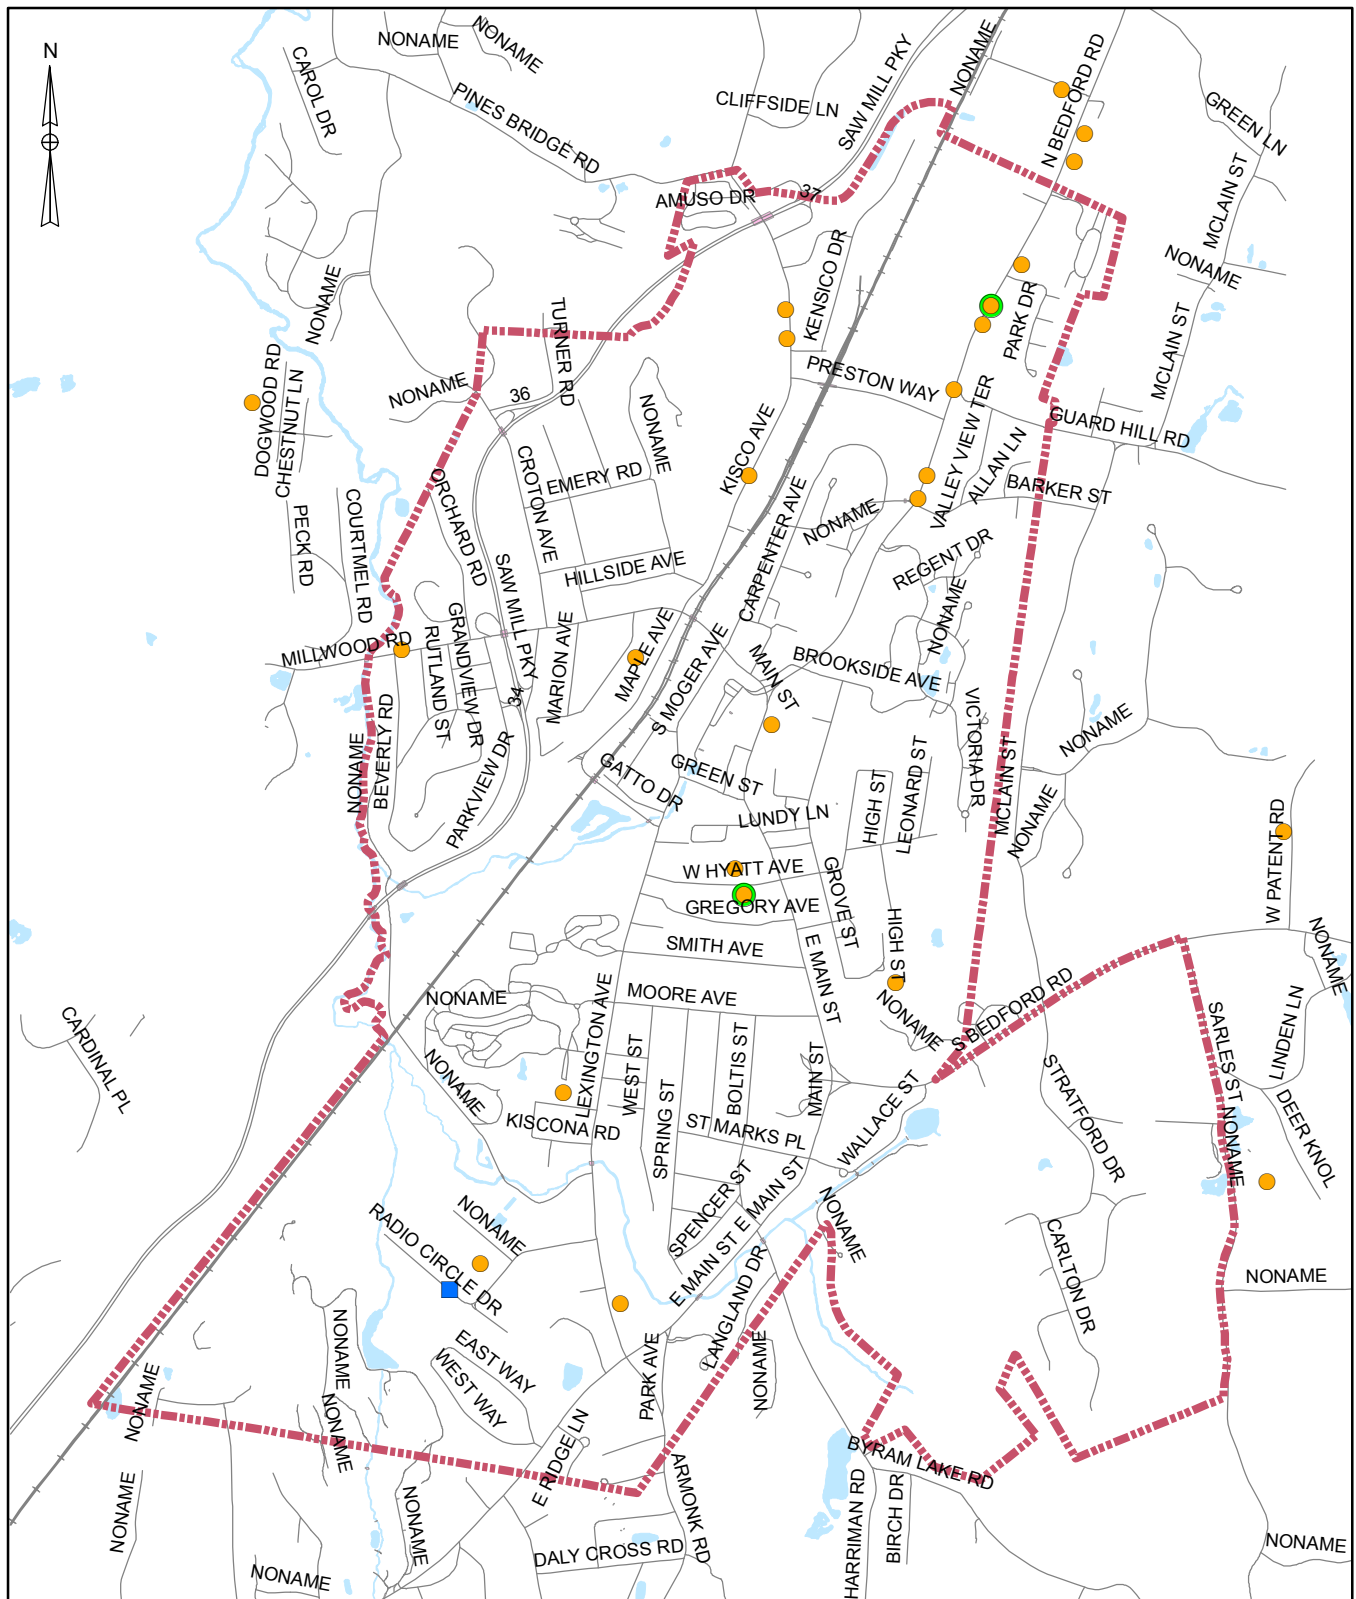 N
NONAME
NONAME
CAROL DR
PINES BRIDGE RD
CLIFFSIDE LN
SAW MILL PKY
NONAME
N BEDFORD RD
GREEN LN
MCLAIN ST
AMUSO DR
37
KENSICO DR
NONAME
NONAME
TURNER RD
PARK DR
MCLAIN ST
DOGWOOD RD
CHESTNUT LN
NONAME
36
PRESTON WAY
NONAME
VALLEY VIEW TER
GUARD HILL RD
KISCO AVE
ALLAN LN
ORCHARD RD
CROTON AVE
EMERY RD
BARKER ST
PECK RD
COURTMEL RD
CARPENTER AVE
NONAME
REGENT DR
HILLSIDE AVE
SAW MILL PKY
NONAME
MILLWOOD RD
RUTLAND ST
GRANDVIEW DR
MARION AVE
MAPLE AVE
S MOGER AVE
MAIN ST
BROOKSIDE AVE
34
NONAME
BEVERLY RD
PARKVIEW DR
VICTORIA DR
MCLAIN ST
NONAME
GATTO DR
GREEN ST
HIGH ST
LEONARD ST
LUNDY LN
NONAME
W PATENT RD
W HYATT AVE
GROVE ST
GREGORY AVE
HIGH ST
SMITH AVE
E MAIN ST
NONAME
NONAME
LEXINGTON AVE
MOORE AVE
NONAME
S BEDFORD RD
SARLES ST
LINDEN LN
CARDINAL PL
NONAME
WEST ST
BOLTIS ST
MAIN ST
STRATFORD DR
WALLACE ST
KISCONA RD
SPRING ST
ST MARKS PL
NONAME
DEER KNOL
NONAME
RADIO CIRCLE DR
SPENCER ST
E MAIN ST
NONAME
E MAIN ST
LANGLAND DR
CARLTON DR
NONAME
NONAME
EAST WAY
WEST WAY
PARK AVE
NONAME
NONAME
NONAME
E RIDGE LN
BYRAM LAKE RD
ARMONK RD
HARRIMAN RD
BIRCH DR
NONAME
NONAME
DALY CROSS RD
NONAME
NONAME